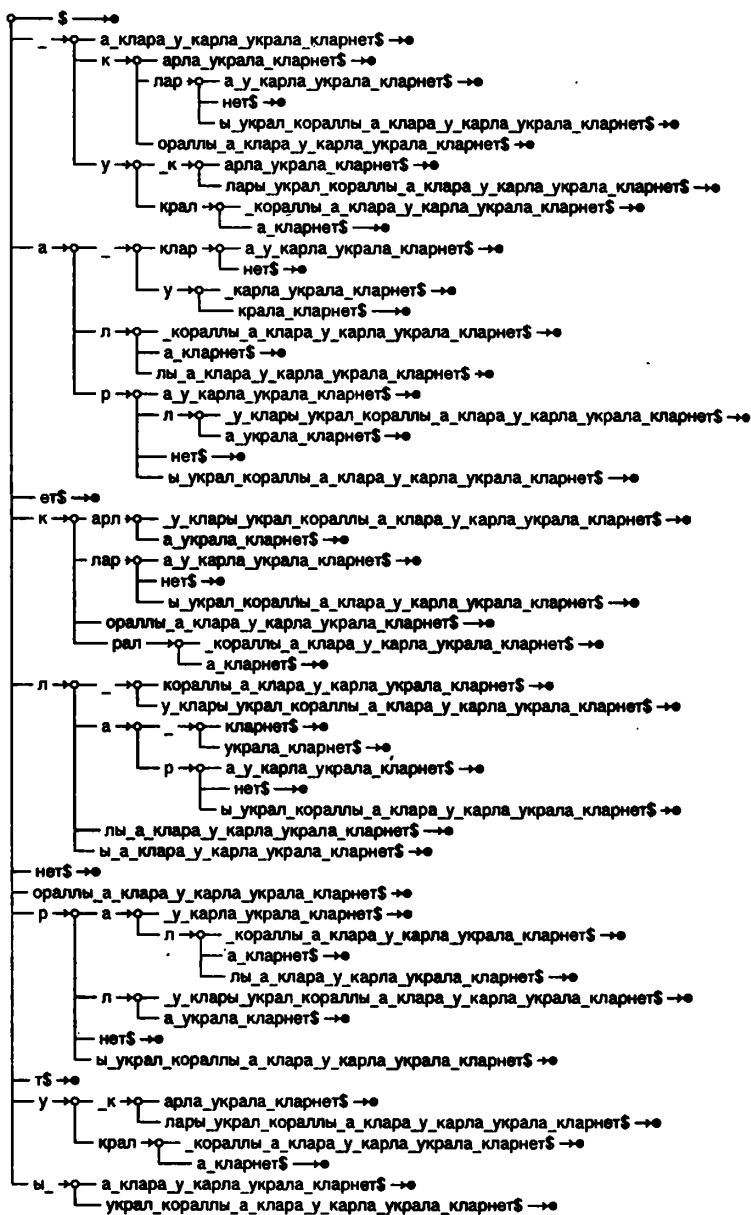 $
_ а_клара_у_карла_украла_кларнет$
к арла_украла_кларнет$
лар а_у_карла_украла_кларнет$
нет$
ы_украл_кораллы_а_клара_у_карла_украла_кларнет$
ораллы_а_клара_у_карла_украла_кларнет$
у _к арла_украла_кларнет$
лары_украл_кораллы_а_клара_у_карла_украла_кларнет$
крал _кораллы_а_клара_у_карла_украла_кларнет$
а_кларнет$
а _ клар а_у_карла_украла_кларнет$
нет$
у _карла_украла_кларнет$
крала_кларнет$
л _кораллы_а_клара_у_карла_украла_кларнет$
а_кларнет$
лы_а_клара_у_карла_украла_кларнет$
р а_у_карла_украла_кларнет$
л _у_клары_украл_кораллы_а_клара_у_карла_украла_кларнет$
а_украла_кларнет$
нет$
ы_украл_кораллы_а_клара_у_карла_украла_кларнет$
ет$
к арл _у_клары_украл_кораллы_а_клара_у_карла_украла_кларнет$
а_украла_кларнет$
лар а_у_карла_украла_кларнет$
нет$
ы_украл_кораллы_а_клара_у_карла_украла_кларнет$
ораллы_а_клара_у_карла_украла_кларнет$
рал _кораллы_а_клара_у_карла_украла_кларнет$
а_кларнет$
л _ кораллы_а_клара_у_карла_украла_кларнет$
у_клары_украл_кораллы_а_клара_у_карла_украла_кларнет$
а _ кларнет$
украла_кларнет$
р а_у_карла_украла_кларнет$
нет$
ы_украл_кораллы_а_клара_у_карла_украла_кларнет$
лы_а_клара_у_карла_украла_кларнет$
ы_а_клара_у_карла_украла_кларнет$
нет$
ораллы_а_клара_у_карла_украла_кларнет$
р а _у_карла_украла_кларнет$
л _кораллы_а_клара_у_карла_украла_кларнет$
а_кларнет$
лы_а_клара_у_карла_украла_кларнет$
л _у_клары_украл_кораллы_а_клара_у_карла_украла_кларнет$
а_украла_кларнет$
нет$
ы_украл_кораллы_а_клара_у_карла_украла_кларнет$
т$
у _к арла_украла_кларнет$
лары_украл_кораллы_а_клара_у_карла_украла_кларнет$
крал _кораллы_а_клара_у_карла_украла_кларнет$
а_кларнет$
ы_ а_клара_у_карла_украла_кларнет$
украл_кораллы_а_клара_у_карла_украла_кларнет$